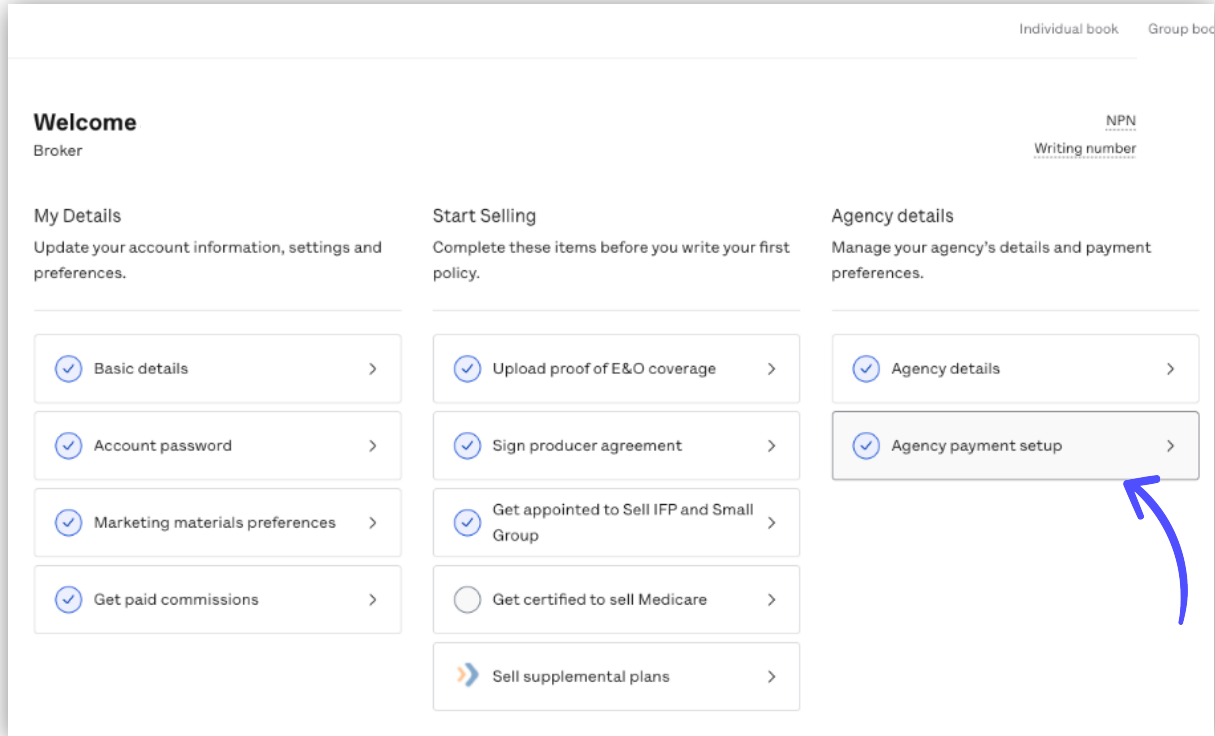 Individual book
Group boo
Welcome
Broker
NPN
Writing number
My Details
Update your account information, settings and
preferences.
Basic details
Account password
Marketing materials preferences
Get paid commissions
Start Selling
Complete these items before you write your first
policy.
Upload proof of E&O coverage
Sign producer agreement
Get appointed to Sell IFP and Small
Group
Get certified to sell Medicare
Sell supplemental plans
Agency details
Manage your agency's details and payment
preferences.
Agency details
Agency payment setup